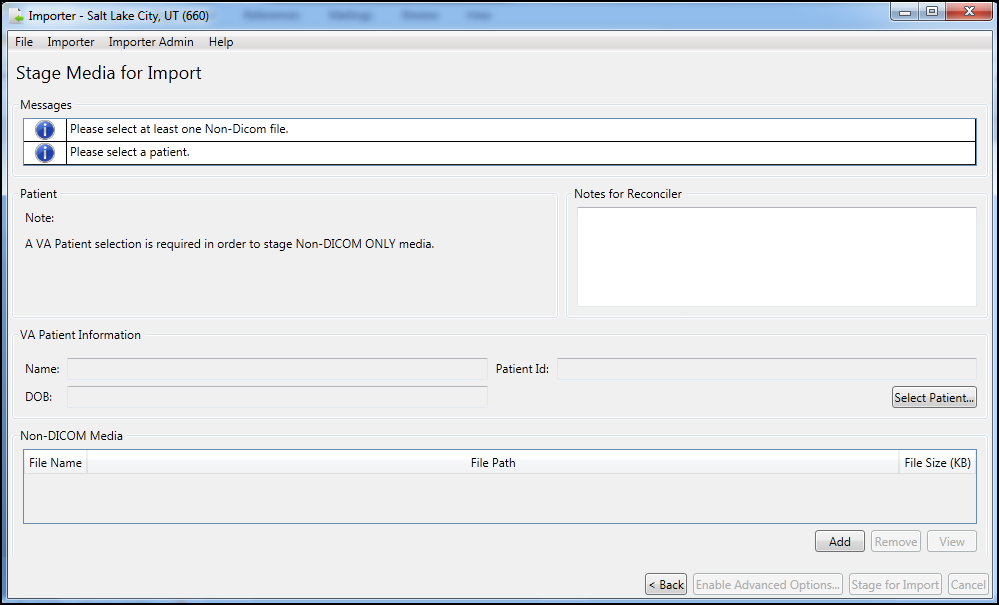 Importer - Salt Lake City, UT (660)
File Importer Importer Admin Help
Stage Media for Import
Messages
Please select at least one Non-Dicom file.
Please select a patient.
Patient
Notes for Reconciler
Note:
A VA Patient selection is required in order to stage Non-DICOM ONLY media.
VA Patient Information
Name:
Patient Id:
DOB:
Select Patient...
Non-DICOM Media
File Name File Path File Size (KB)
Add Remove View
< Back Enable Advanced Options... Stage for Import Cancel